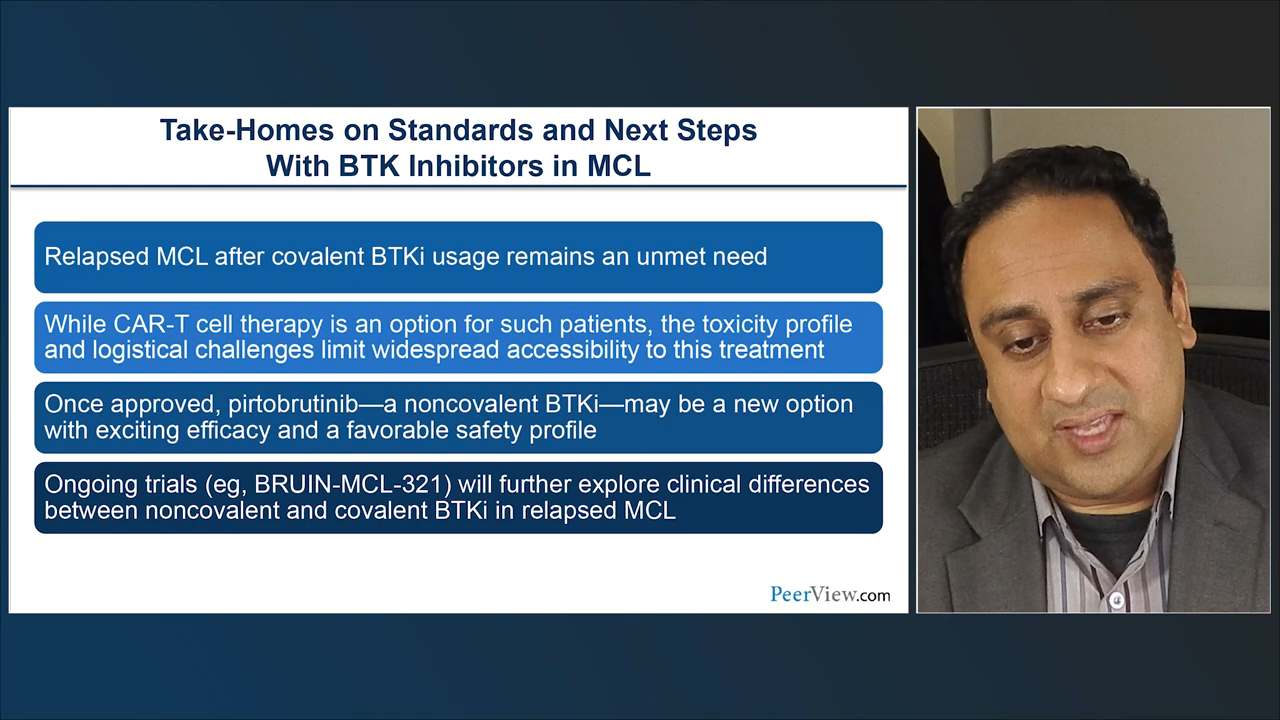 Take-Homes on Standards and Next Steps
With BTK Inhibitors in MCL
Relapsed MCL after covalent BTKi usage remains an unmet need
While CAR-T cell therapy is an option for such patients, the toxicity profile
and logistical challenges limit widespread accessibility to this treatment
Once approved, pirtobrutinib—a noncovalent BTKi—may be a new option
with exciting efficacy and a favorable safety profile
Ongoing trials (eg, BRUIN-MCL-321) will further explore clinical differences
between noncovalent and covalent BTKi in relapsed MCL
PeerView.com